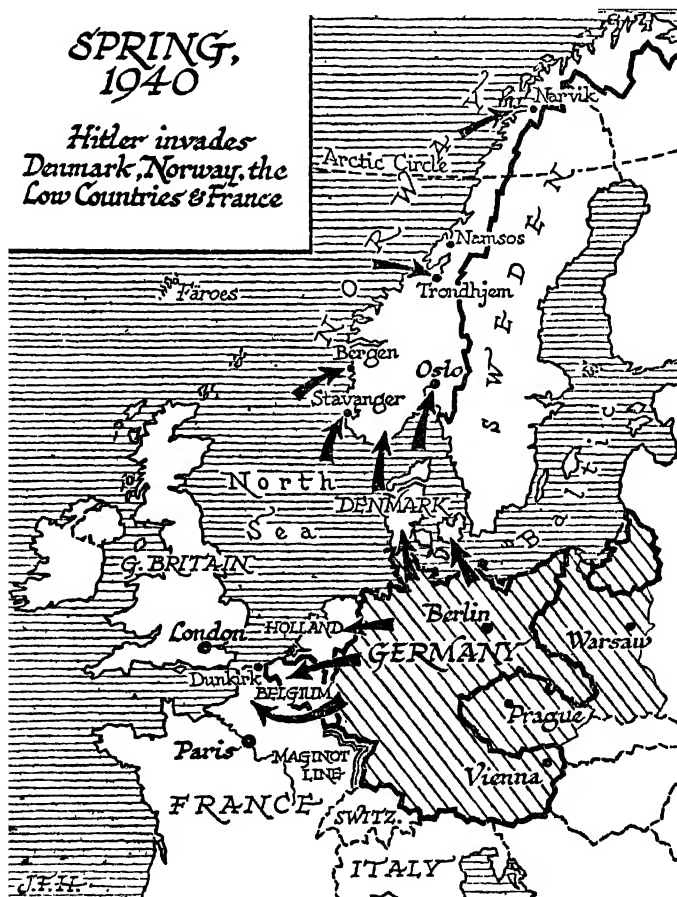 SPRING,
1940
Hitler invades
Denmark, Norway, the
Low Countries & France
Narvik
Arctic Circle
NORWAY
SWEDEN
Namsos
Trondhjem
Färoes
Bergen
Oslo
Stavanger
North
Sea
DENMARK
Baltic
G. BRITAIN
HOLLAND
Berlin
London
GERMANY
Warsaw
Dunkirk
BELGIUM
Prague
Paris
MAGINOT
LINE
Vienna
FRANCE
SWITZ.
ITALY
J.F.H.